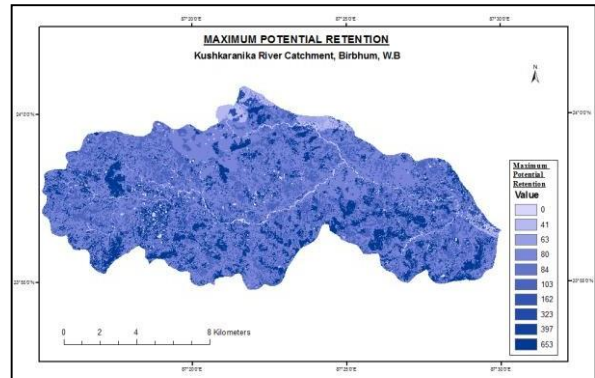 MAXIMUM POTENTIAL RETENTION
Kushkaranika River Catchment, Birbhum, W.B
N
Maximum
Potential
Retention
Value
0
41
63
80
84
103
162
323
397
653
0 2 4 8 Kilometers